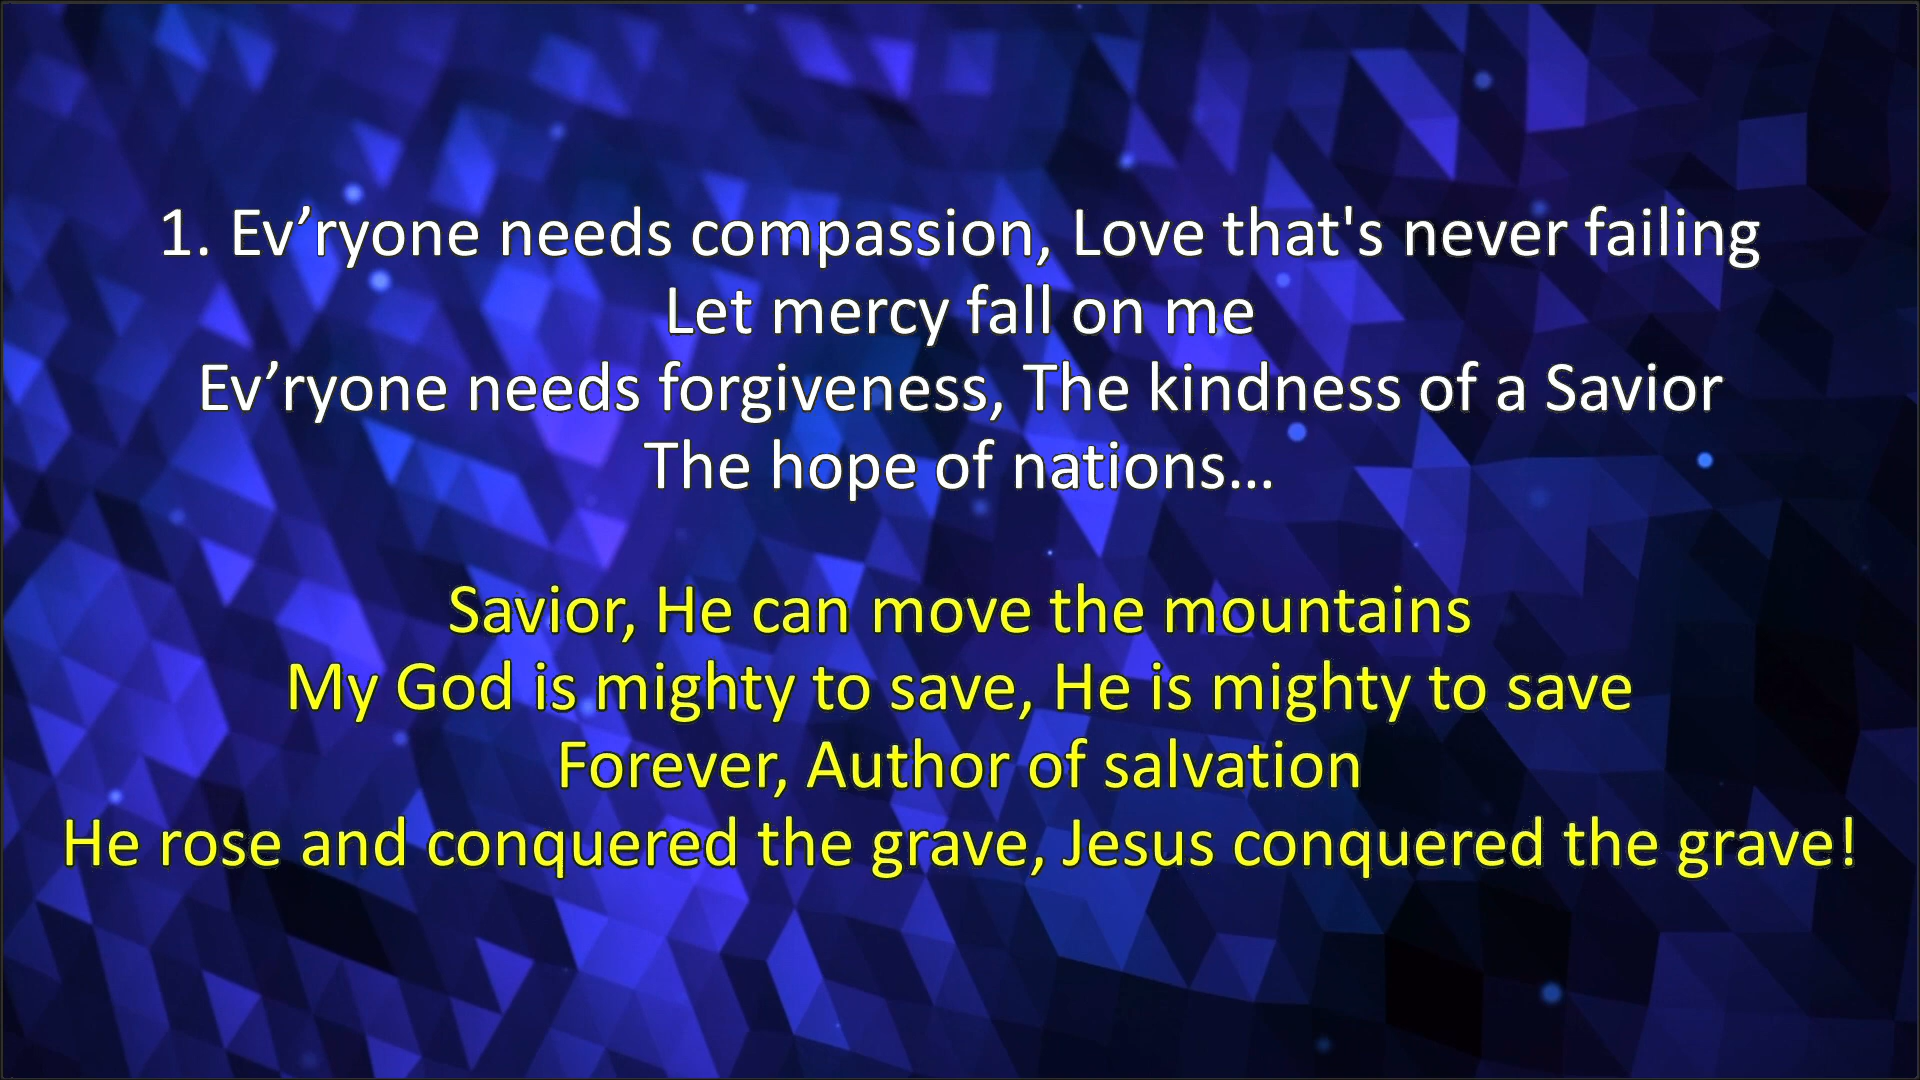 1. Ev’ryone needs compassion, Love that's never failing
Let mercy fall on me
Ev’ryone needs forgiveness, The kindness of a Savior
The hope of nations…
Savior, He can move the mountains
My God is mighty to save, He is mighty to save
Forever, Author of salvation
He rose and conquered the grave, Jesus conquered the grave!